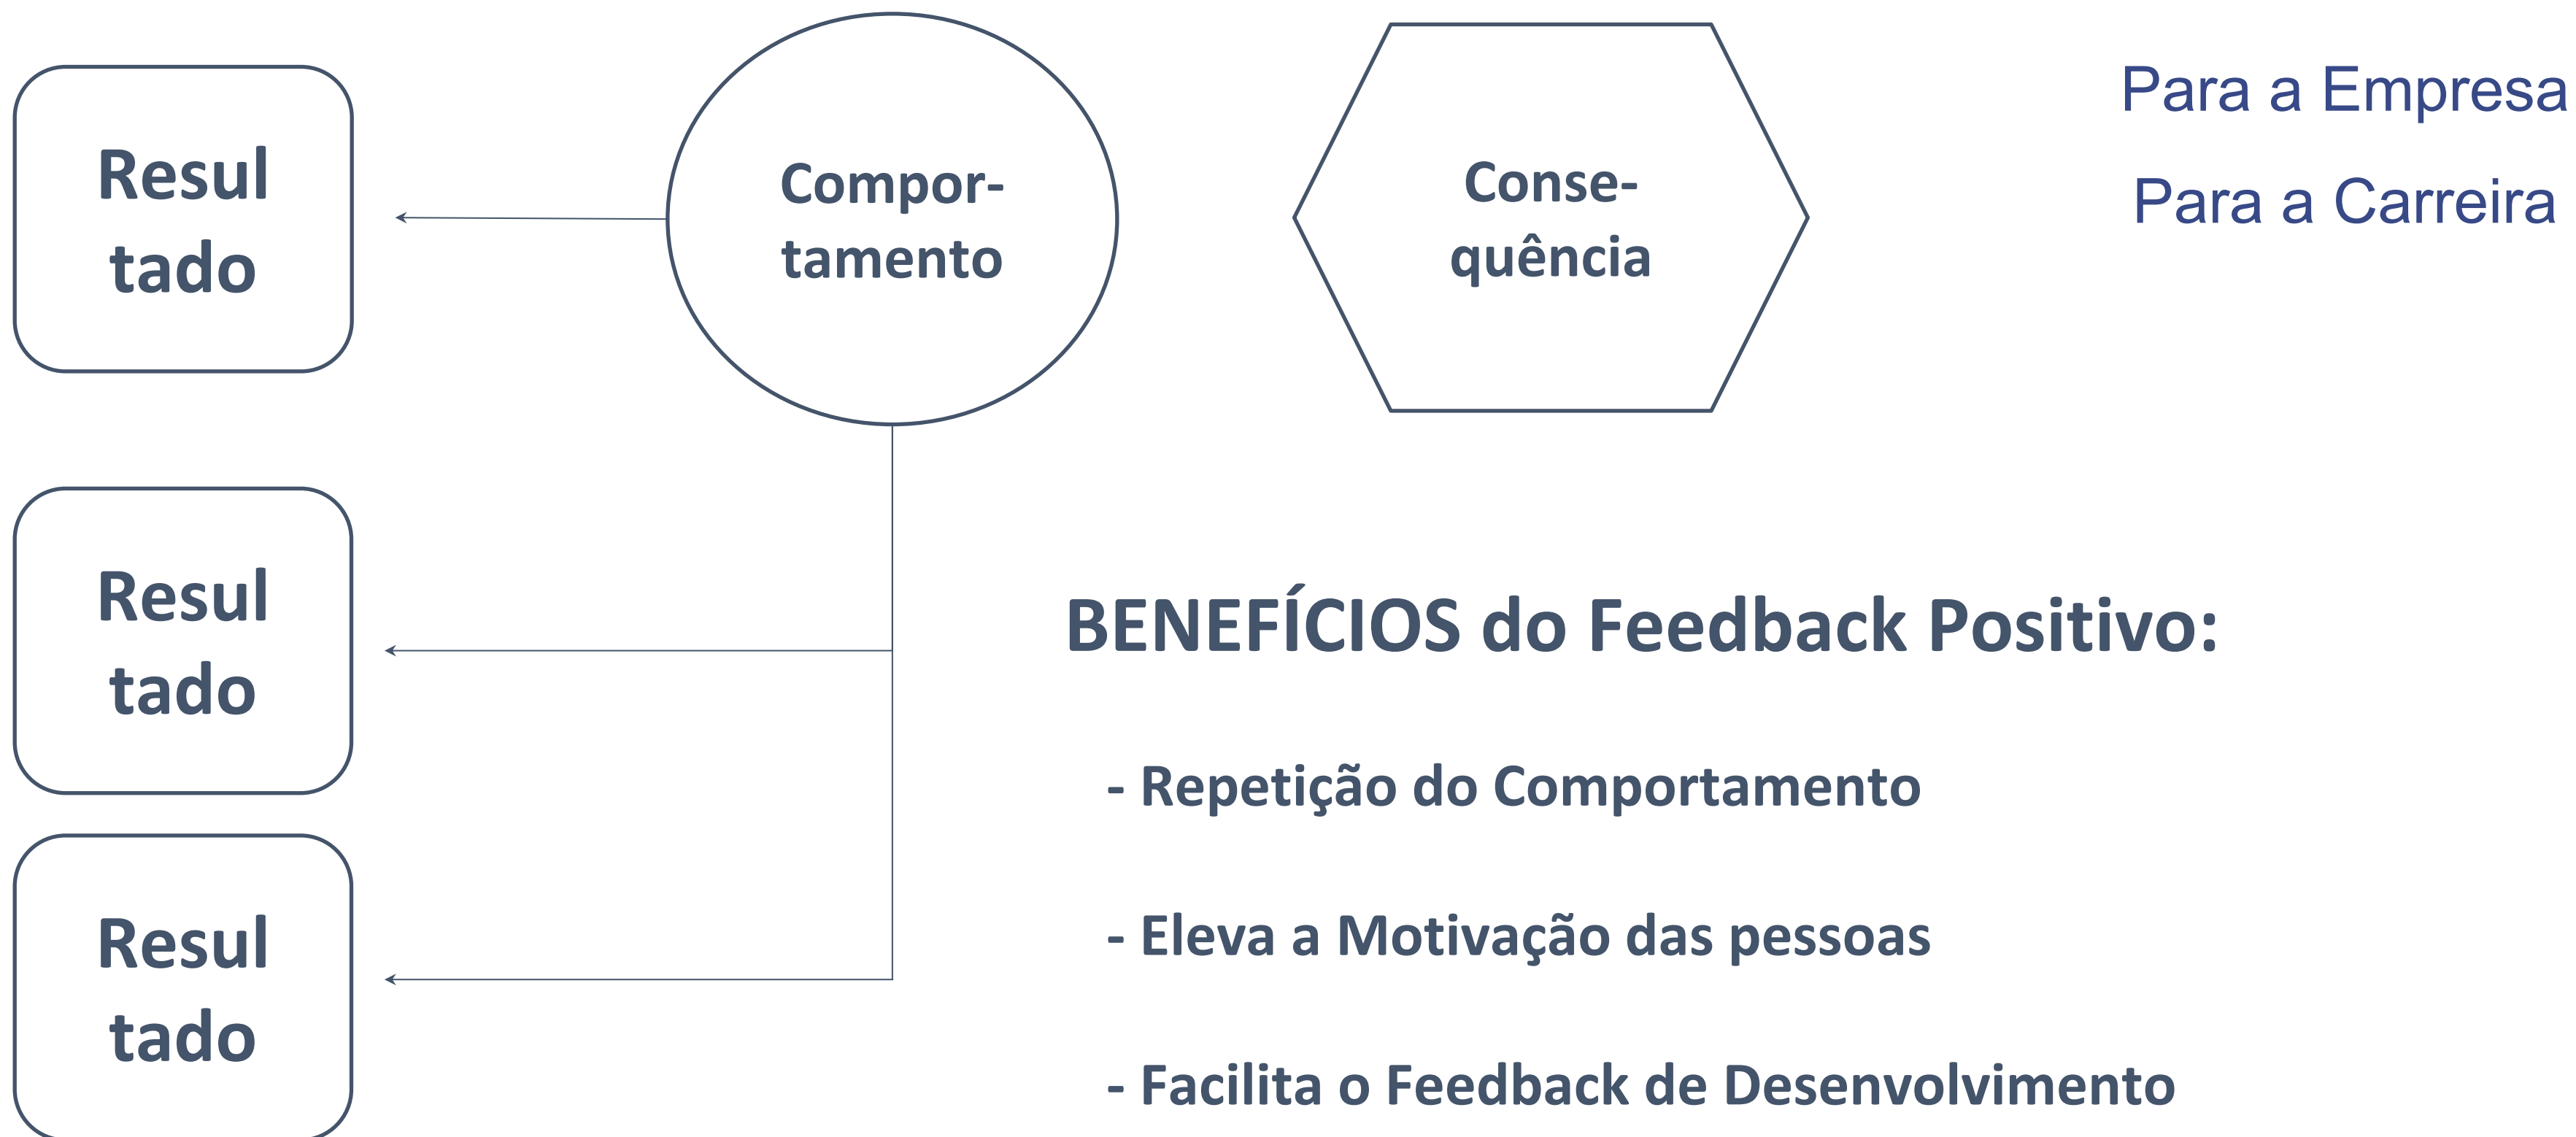 Resul
tado
Compor-
tamento
Conse-
quência
Para a Empresa
Para a Carreira
Resul
tado
BENEFÍCIOS do Feedback Positivo:
- Repetição do Comportamento
- Eleva a Motivação das pessoas
Resul
tado
- Facilita o Feedback de Desenvolvimento